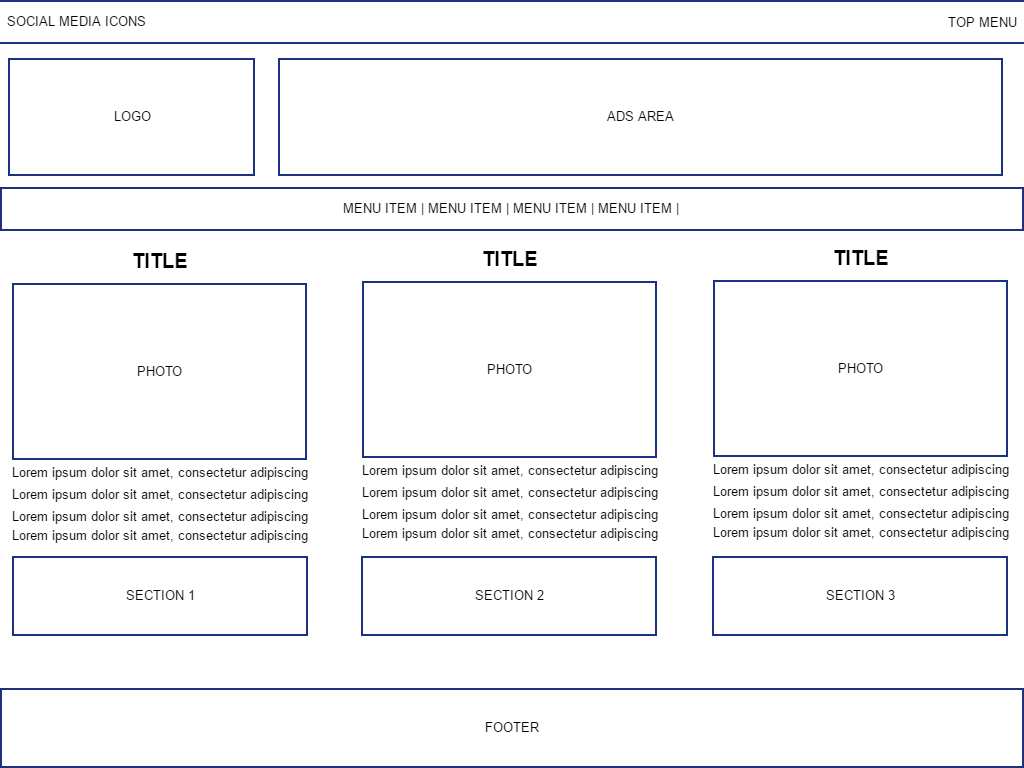 SOCIAL MEDIA ICONS
TOP MENU
LOGO
ADS AREA
MENU ITEM | MENU ITEM | MENU ITEM | MENU ITEM |
TITLE
PHOTO
Lorem ipsum dolor sit amet, consectetur adipiscing
Lorem ipsum dolor sit amet, consectetur adipiscing
Lorem ipsum dolor sit amet, consectetur adipiscing
Lorem ipsum dolor sit amet, consectetur adipiscing
SECTION 1
TITLE
PHOTO
Lorem ipsum dolor sit amet, consectetur adipiscing
Lorem ipsum dolor sit amet, consectetur adipiscing
Lorem ipsum dolor sit amet, consectetur adipiscing
Lorem ipsum dolor sit amet, consectetur adipiscing
SECTION 2
TITLE
PHOTO
Lorem ipsum dolor sit amet, consectetur adipiscing
Lorem ipsum dolor sit amet, consectetur adipiscing
Lorem ipsum dolor sit amet, consectetur adipiscing
Lorem ipsum dolor sit amet, consectetur adipiscing
SECTION 3
FOOTER